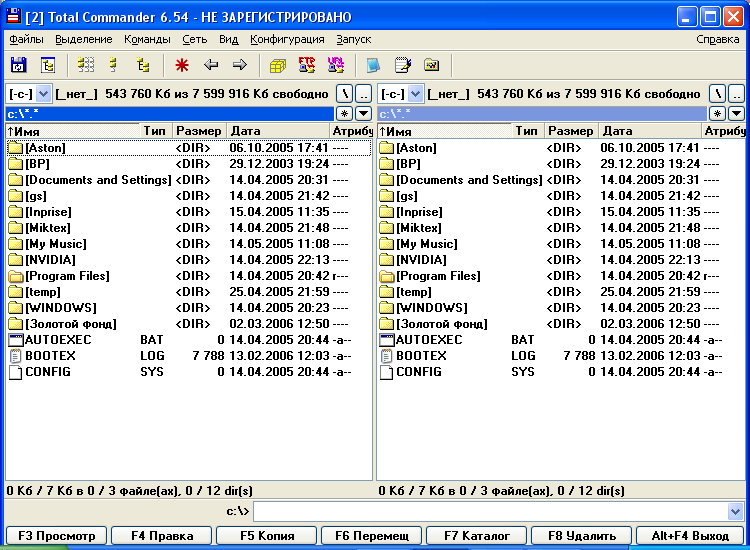 [2] Total Commander 6.54 - НЕ ЗАРЕГИСТРИРОВАНО
Файлы Выделение Команды Сеть Вид Конфигурация Запуск Справка
FTP URL
[-c-] [_нет_] 543 760 Кб из 7 599 916 Кб свободно \ ..
c:\*.* *
↑Имя Тип Размер Дата Атрибу
[Aston] <DIR> 06.10.2005 17:41 ----
[BP] <DIR> 29.12.2003 19:24 ----
[Documents and Settings] <DIR> 14.04.2005 20:31 ----
[gs] <DIR> 14.04.2005 21:42 ----
[Inprise] <DIR> 15.04.2005 11:35 ----
[Miktex] <DIR> 14.04.2005 21:48 ----
[My Music] <DIR> 14.05.2005 11:08 ----
[NVIDIA] <DIR> 14.04.2005 22:13 ----
[Program Files] <DIR> 14.04.2005 20:42 r---
[temp] <DIR> 25.04.2005 21:59 ----
[WINDOWS] <DIR> 14.04.2005 20:23 ----
[Золотой фонд] <DIR> 02.03.2006 12:50 ----
AUTOEXEC BAT 0 14.04.2005 20:44 -a--
BOOTEX LOG 7 788 13.02.2006 12:03 -a--
CONFIG SYS 0 14.04.2005 20:44 -a--
0 Кб / 7 Кб в 0 / 3 файле(ах), 0 / 12 dir(s)
[-c-] [_нет_] 543 760 Кб из 7 599 916 Кб свободно \ ..
c:\*.* *
↑Имя Тип Размер Дата Атрибу
[Aston] <DIR> 06.10.2005 17:41 ----
[BP] <DIR> 29.12.2003 19:24 ----
[Documents and Settings] <DIR> 14.04.2005 20:31 ----
[gs] <DIR> 14.04.2005 21:42 ----
[Inprise] <DIR> 15.04.2005 11:35 ----
[Miktex] <DIR> 14.04.2005 21:48 ----
[My Music] <DIR> 14.05.2005 11:08 ----
[NVIDIA] <DIR> 14.04.2005 22:13 ----
[Program Files] <DIR> 14.04.2005 20:42 r---
[temp] <DIR> 25.04.2005 21:59 ----
[WINDOWS] <DIR> 14.04.2005 20:23 ----
[Золотой фонд] <DIR> 02.03.2006 12:50 ----
AUTOEXEC BAT 0 14.04.2005 20:44 -a--
BOOTEX LOG 7 788 13.02.2006 12:03 -a--
CONFIG SYS 0 14.04.2005 20:44 -a--
0 Кб / 7 Кб в 0 / 3 файле(ах), 0 / 12 dir(s)
c:\>
F3 Просмотр F4 Правка F5 Копия F6 Перемещ F7 Каталог F8 Удалить Alt+F4 Выход